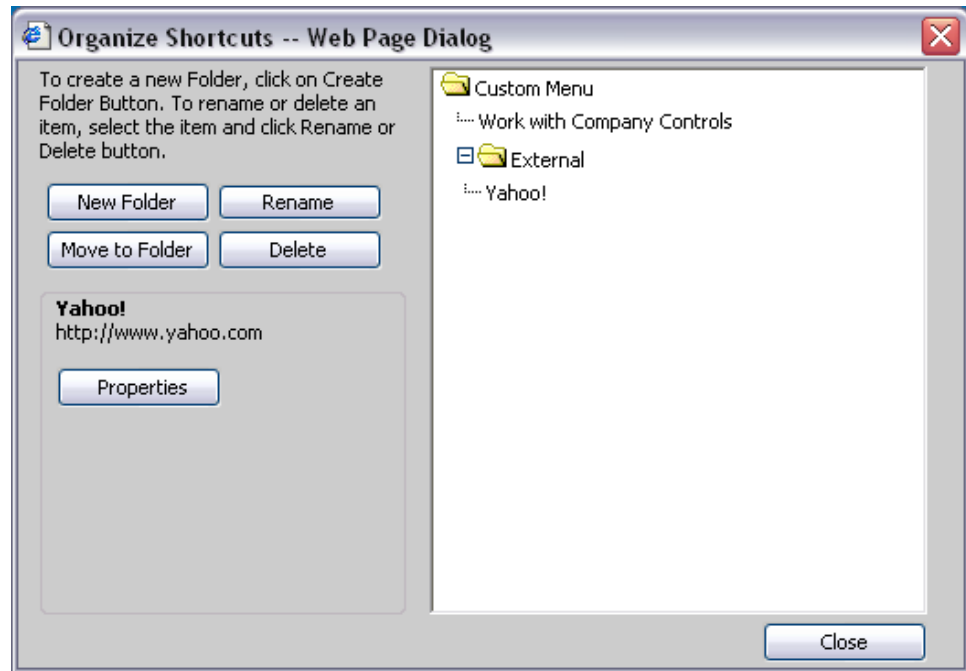 Organize Shortcuts -- Web Page Dialog
To create a new Folder, click on Create
Folder Button. To rename or delete an
item, select the item and click Rename or
Delete button.
New Folder
Rename
Move to Folder
Delete
Yahoo!
http://www.yahoo.com
Properties
Custom Menu
Work with Company Controls
External
Yahoo!
Close